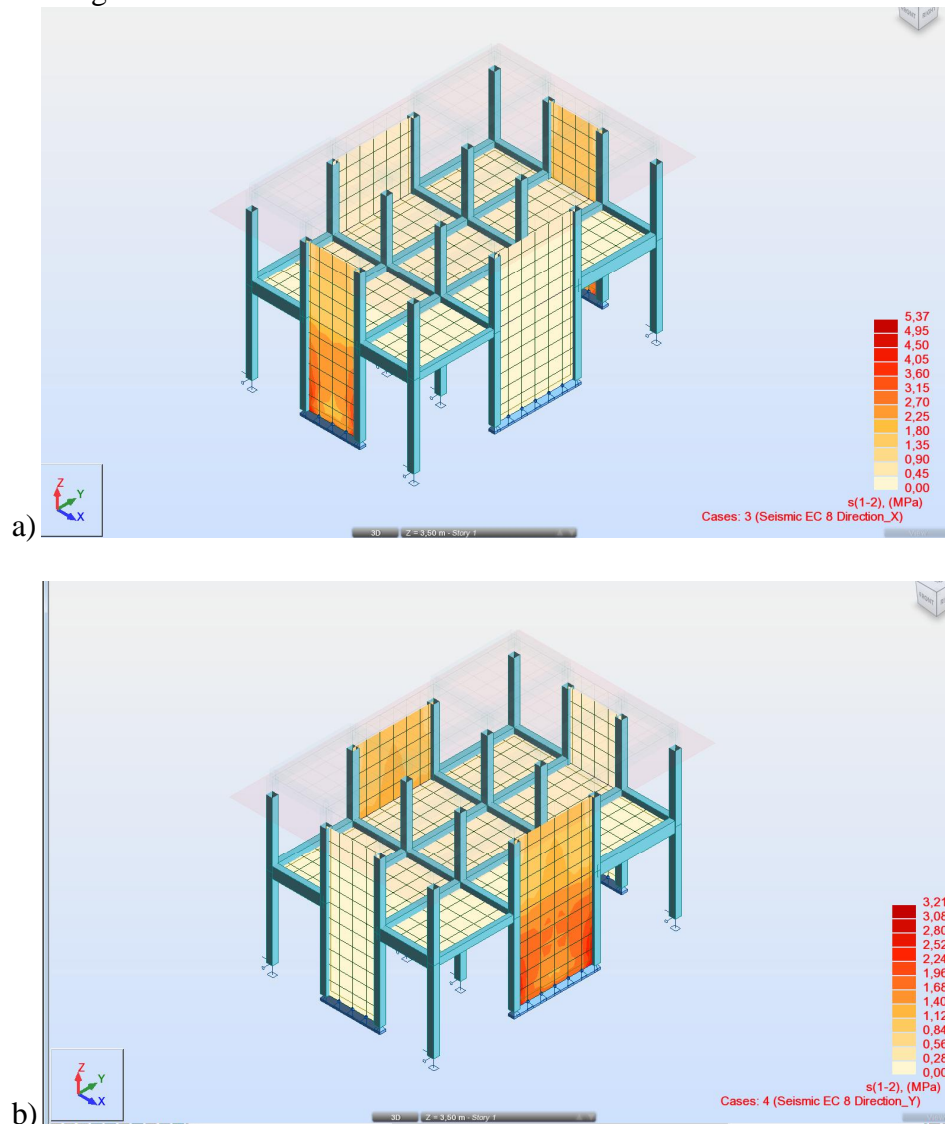 FRONT
5,37
4,95
4,50
4,05
3,60
3,15
2,70
2,25
1,80
1,35
0,90
0,45
0,00
s(1-2), (MPa)
Cases: 3 (Seismic EC 8 Direction_X)
Z
Y
X
3D
Z = 3,50 m - Story 1
a)
FRONT
3,21
3,08
2,80
2,52
2,24
1,96
1,68
1,40
1,12
0,84
0,56
0,28
0,00
s(1-2), (MPa)
Cases: 4 (Seismic EC 8 Direction_Y)
Z
Y
X
3D
Z = 3,50 m - Story 1
b)